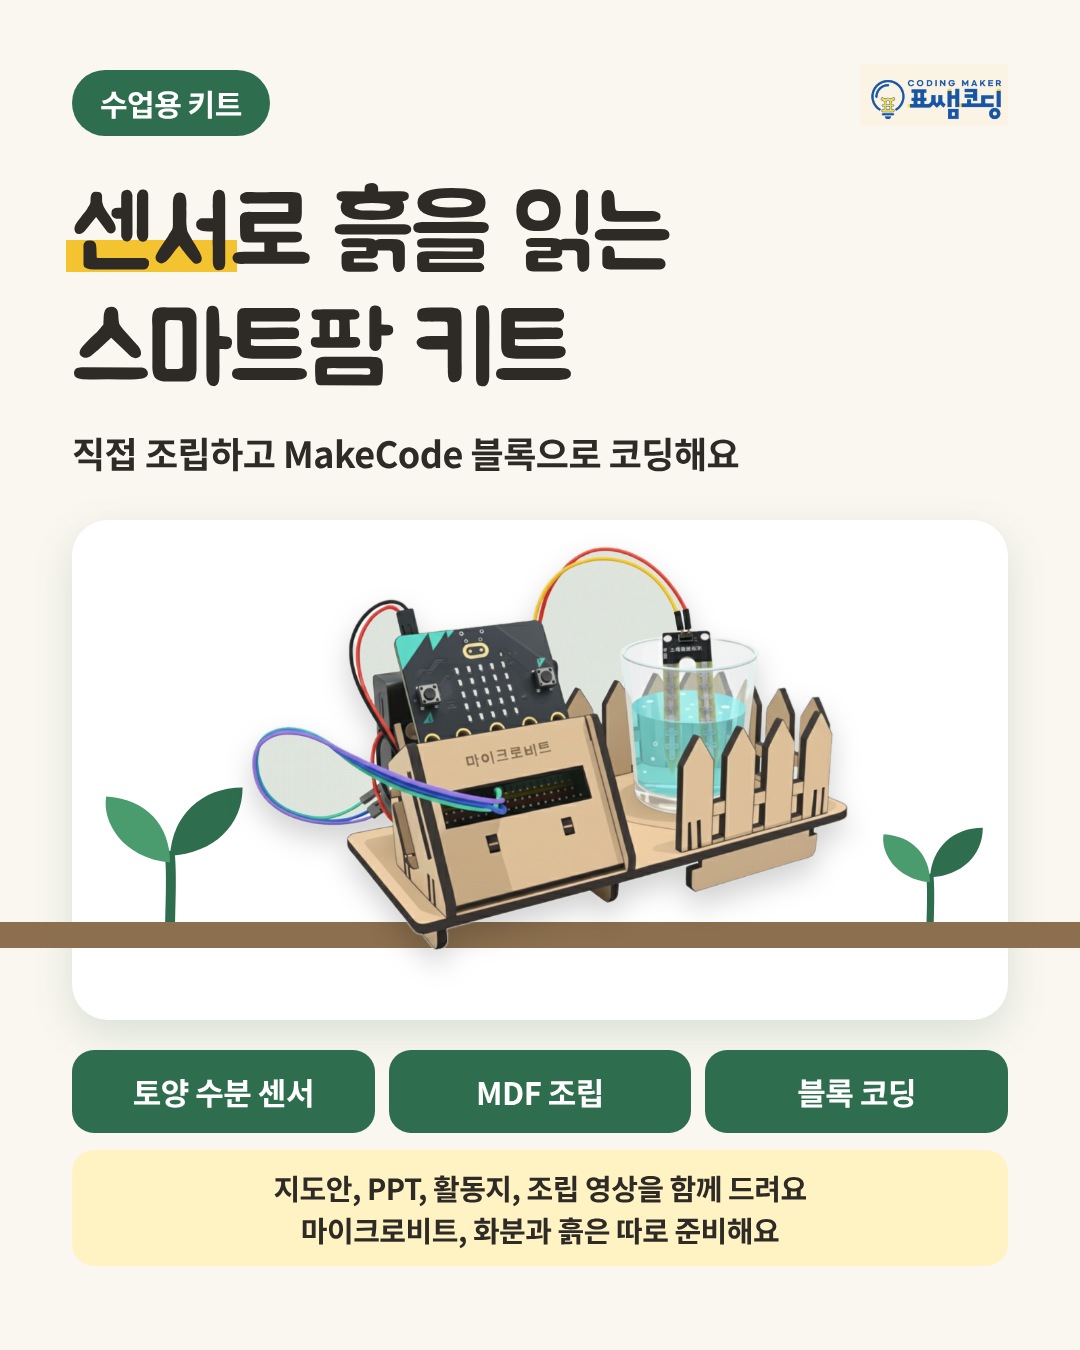 수업용 키트
CODING MAKER
표쌤코딩
센서로 흙을 읽는
스마트팜 키트
직접 조립하고 MakeCode 블록으로 코딩해요
마이크로비트
토양 수분 센서
MDF 조립
블록 코딩
지도안, PPT, 활동지, 조립 영상을 함께 드려요
마이크로비트, 화분과 흙은 따로 준비해요